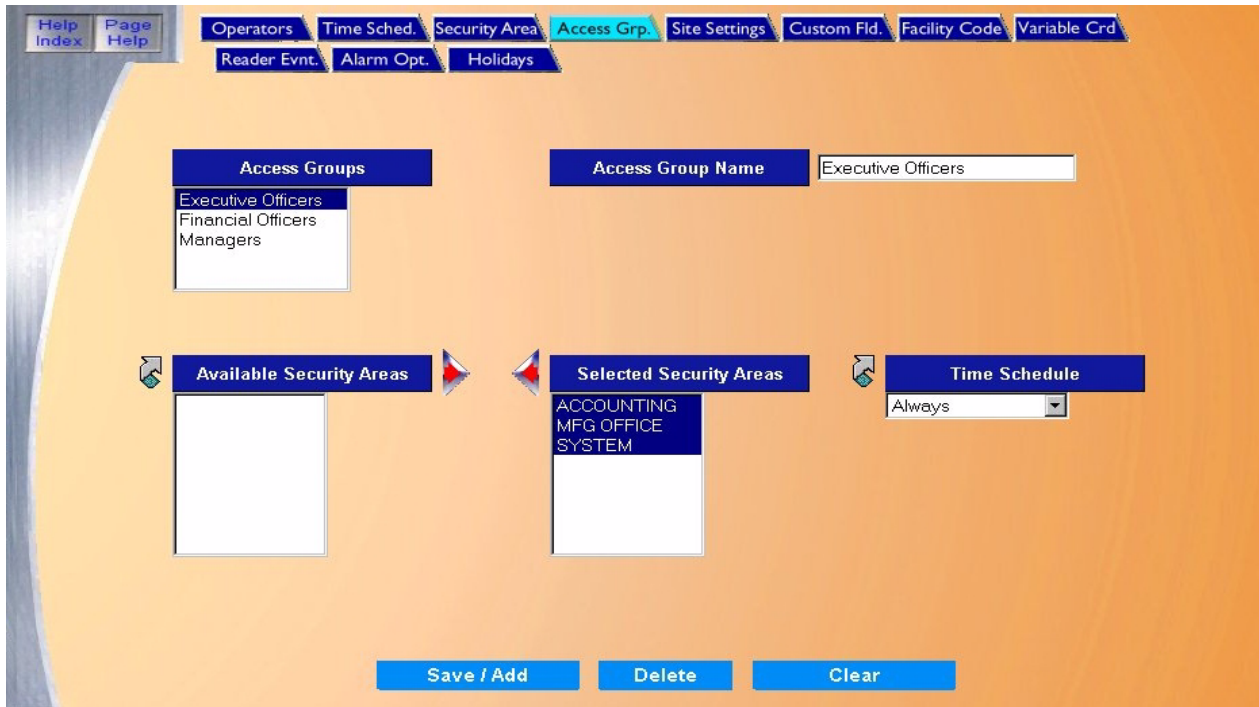 Help Index Page Help
Operators Time Sched. Security Area Access Grp. Site Settings Custom Fld. Facility Code Variable Crd
Reader Evnt. Alarm Opt. Holidays
Access Groups
Executive Officers
Financial Officers
Managers
Access Group Name Executive Officers
Available Security Areas
Selected Security Areas
ACCOUNTING
MFG OFFICE
SYSTEM
Time Schedule
Always
Save / Add Delete Clear